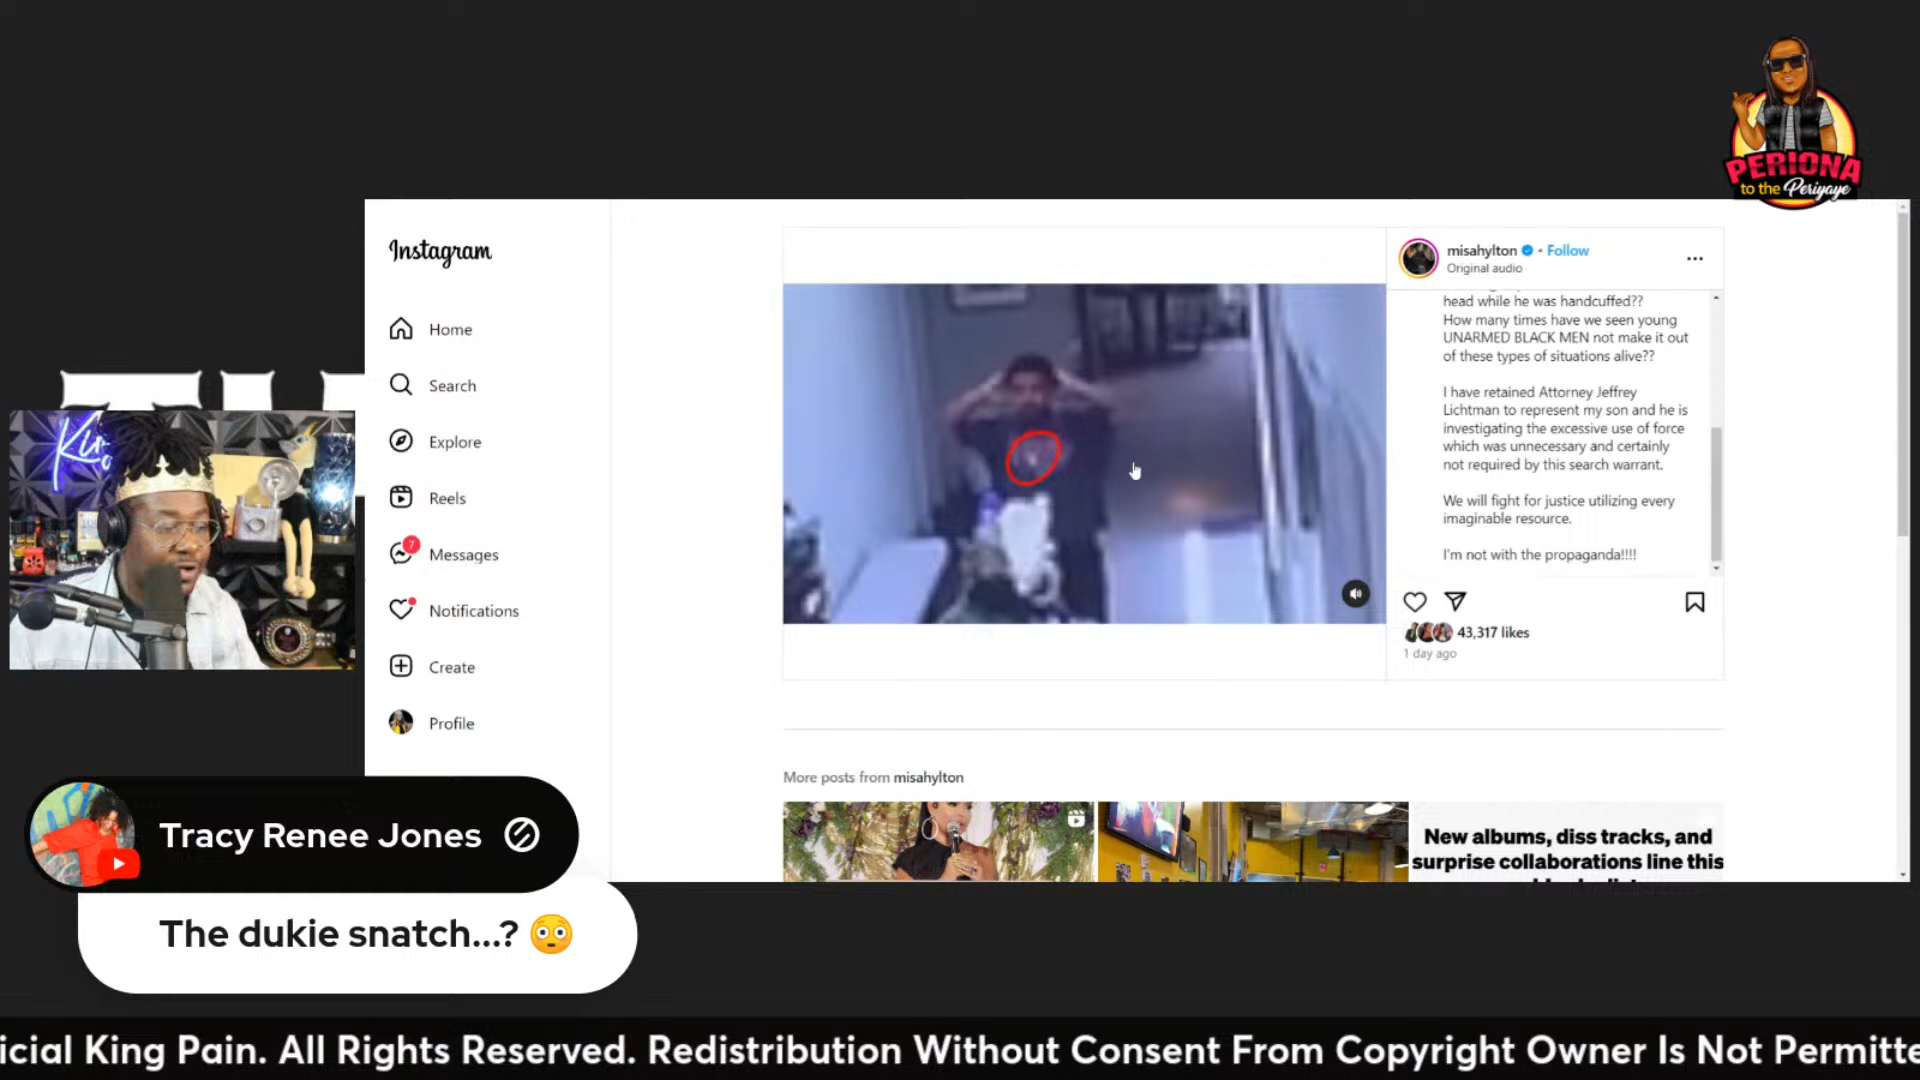 PERIONA
to the Periyaye
Instagram
Home
Search
Explore
Reels
7
Messages
Notifications
Create
Profile
misahylton • Follow
Original audio
head while he was handcuffed??
How many times have we seen young
UNARMED BLACK MEN not make it out
of these types of situations alive??
I have retained Attorney Jeffrey
Lichtman to represent my son and he is
investigating the excessive use of force
which was unnecessary and certainly
not required by this search warrant.
We will fight for justice utilizing every
imaginable resource.
I'm not with the propaganda!!!!
43,317 likes
1 day ago
More posts from misahylton
New albums, diss tracks, and
surprise collaborations line this
Tracy Renee Jones
The dukie snatch...? 😳
icial King Pain. All Rights Reserved. Redistribution Without Consent From Copyright Owner Is Not Permitte